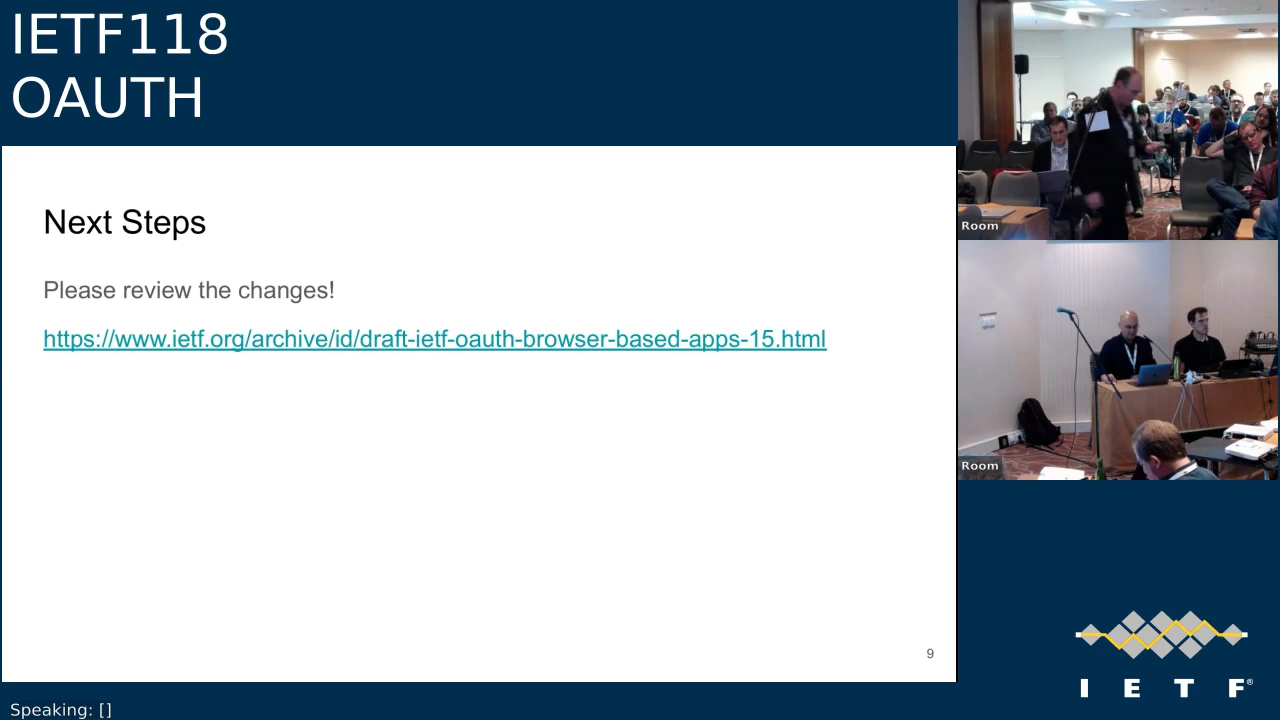 IETF118
OAUTH
Next Steps
Please review the changes!
https://www.ietf.org/archive/id/draft-ietf-oauth-browser-based-apps-15.html
9
Room
Room
I E T F®
Speaking: []